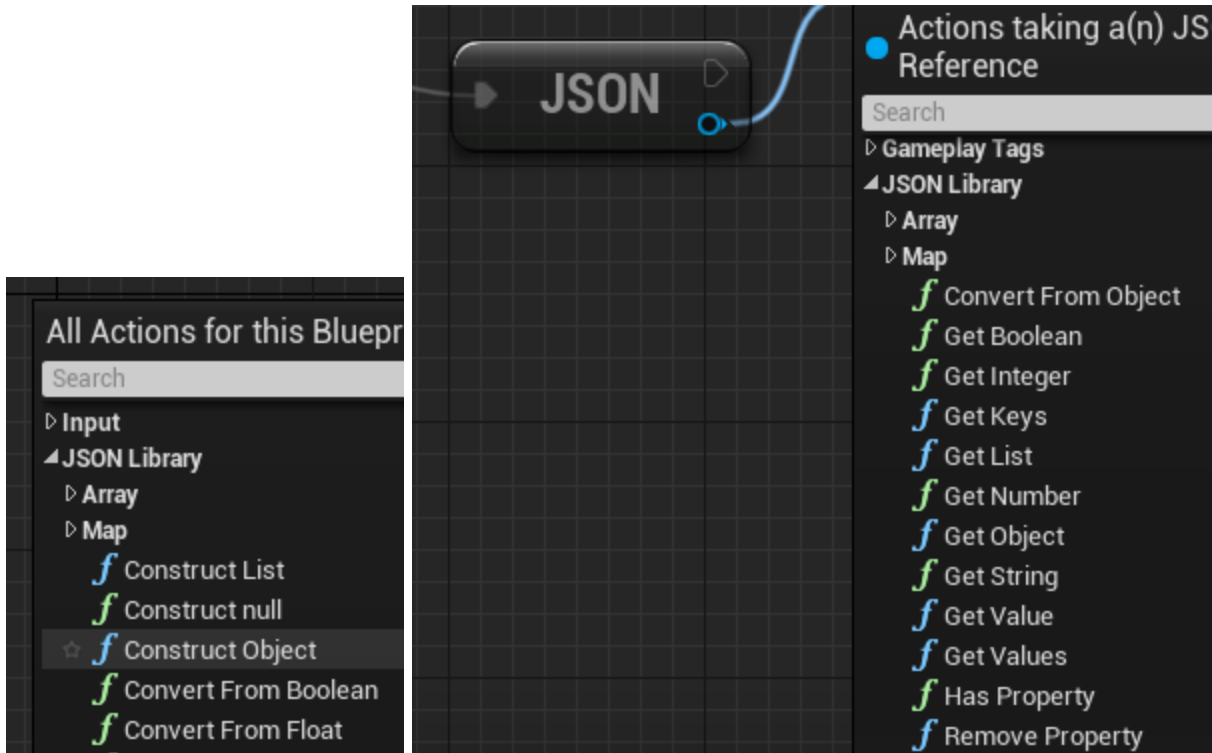 All Actions for this Bluepr
Search
Input
JSON Library
Array
Map
Construct List
Construct null
Construct Object
Convert From Boolean
Convert From Float
JSON
Actions taking a(n) JS
Reference
Search
Gameplay Tags
JSON Library
Array
Map
Convert From Object
Get Boolean
Get Integer
Get Keys
Get List
Get Number
Get Object
Get String
Get Value
Get Values
Has Property
Remove Property